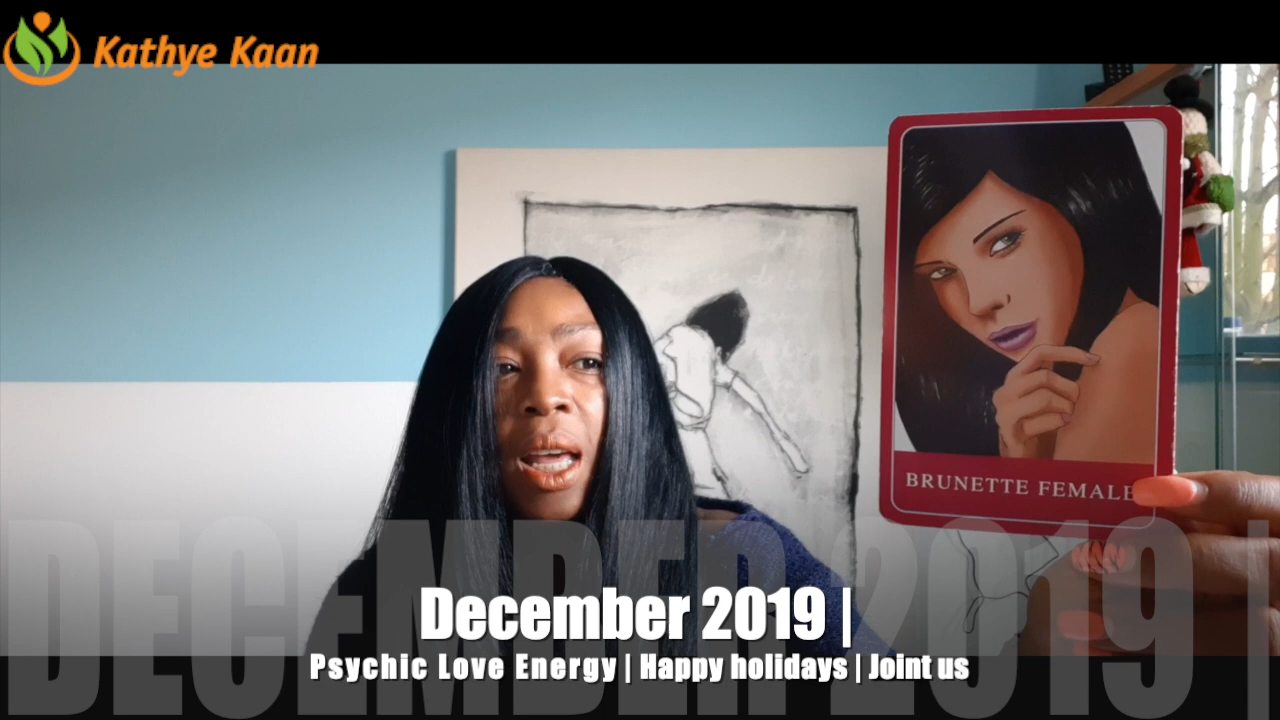 Kathye Kaan
BRUNETTE FEMALE
DECEMBER 2019 |
December 2019 |
Psychic Love Energy | Happy holidays | Joint us